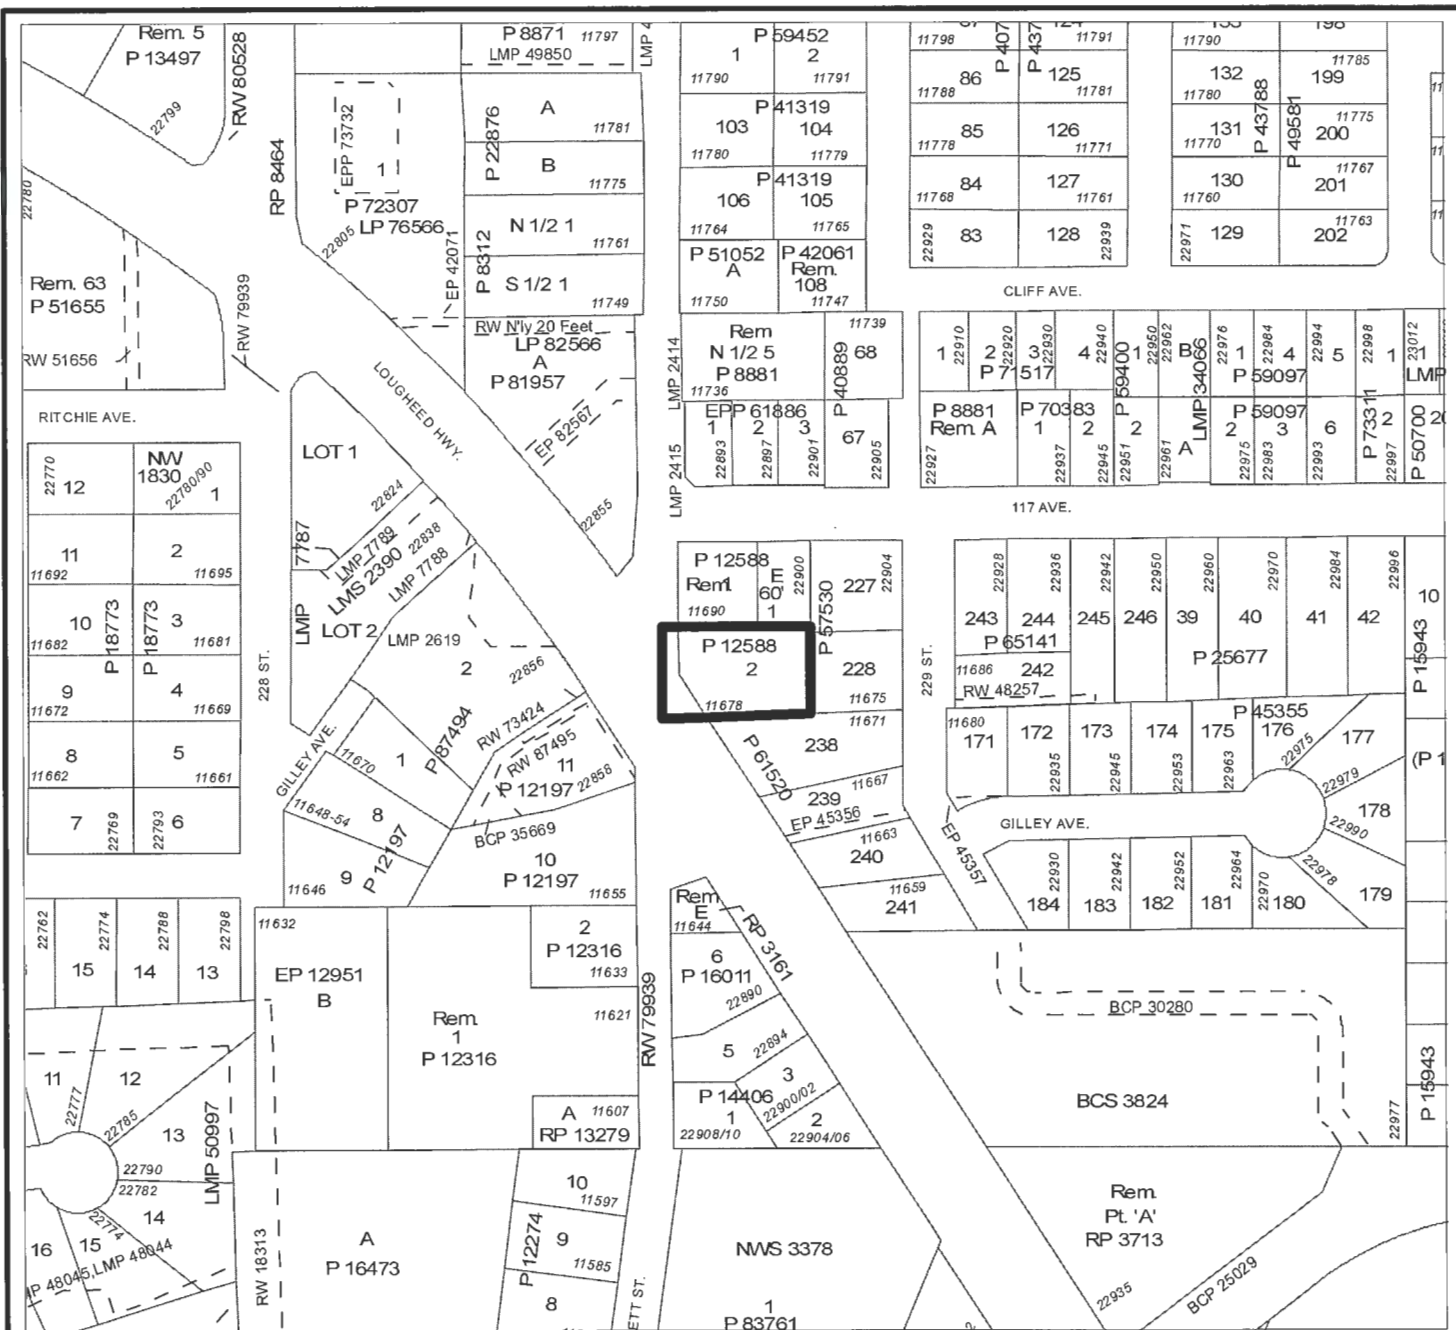 Rem. 5
P 13497
RW 80528
22799
P 8871
11797
LMP 49850
P 59452
1
2
11790
11791
11798
11791
86
125
11788
11781
11790
132
11780
199
11785
P 43788
P 49581
RP 8464
EPP 73732
1
P 72307
LP 76566
22805
P 22876
A
11781
B
11775
N 1/2 1
11761
P 8312
S 1/2 1
11749
EP 42071
P 41319
103
104
11780
11779
P 41319
106
105
11764
11765
P 51052
A
11750
P 42061
Rem.
108
11747
85
126
11778
11771
84
127
11768
11761
83
128
22929
22939
131
11770
200
11775
130
11760
201
11767
129
22971
202
11763
22780
Rem. 63
P 51655
RW 51656
RW 79939
CLIFF AVE.
RW N'ly 20 Feet
LP 82566
A
P 81957
EP 82567
22855
LOUGHEED HWY.
LMP 2414
Rem
N 1/2 5
P 8881
11736
11739
68
P 40889
LMP 2415
EPP 61886
1
2
3
22893
22897
22901
67
22905
1
22910
2
22920
3
22930
4
22940
P 71517
P 59400
1
22950
22962
B
LMP 34066
22976
1
22984
4
22994
5
22998
1
23012
1
P 59097
LMP
P 8881
Rem. A
22927
P 70383
1
22937
2
22945
2
22951
22961
A
P 59097
2
22975
3
22983
6
22993
P 73311
2
22997
P 50700
RITCHIE AVE.
117 AVE.
22770
12
NW
1830
22780/90
1
11
11692
2
11695
10
11682
P 18773
P 18773
3
11681
9
11672
4
11669
8
11662
5
11661
7
22769
22793
6
228 ST.
LOT 1
22824
7787
LMP
LMP 7789
LMS 2390
22838
LMP 7788
LOT 2
LMP 2619
2
22856
RW 73424
RW 87495
P 87494
1
11670
GILLEY AVE.
11648-54
8
P 12197
9
11646
11
P 12197
22858
BCP 35669
10
P 12197
11655
P 12588
Rem1
11690
E
60'
1
22900
227
22904
P 57530
P 12588
2
11678
228
11675
11671
238
P 61520
11667
239
EP 45356
11663
240
11659
241
229 ST.
EP 45357
22928
22936
22942
22950
22960
22970
22984
22996
243
244
245
246
39
40
41
42
P 65141
P 25677
11686
242
RW 48257
10
P 15943
P 45355
11680
171
172
22935
173
22945
174
22953
175
22963
176
22975
177
22979
178
22990
179
22978
180
22970
GILLEY AVE.
184
22930
183
22942
182
22952
181
22964
(P 1
22762
22774
22788
22798
15
14
13
11632
EP 12951
B
2
P 12316
11633
11621
Rem.
1
P 12316
A
11607
RP 13279
RW 79939
Rem
E
11644
RP 3161
6
P 16011
22890
5
22894
3
22900/02
P 14406
1
22908/10
2
22904/06
BCP 30280
BCS 3824
22977
P 15943
11
12
22777
22785
13
22790
22782
14
22774
15
16
LMP 50997
LMP 48044
RW 18313
A
P 16473
10
11597
P 12274
9
11585
8
NWS 3378
1
P 83761
Rem.
Pt. 'A'
RP 3713
22935
BCP 25029